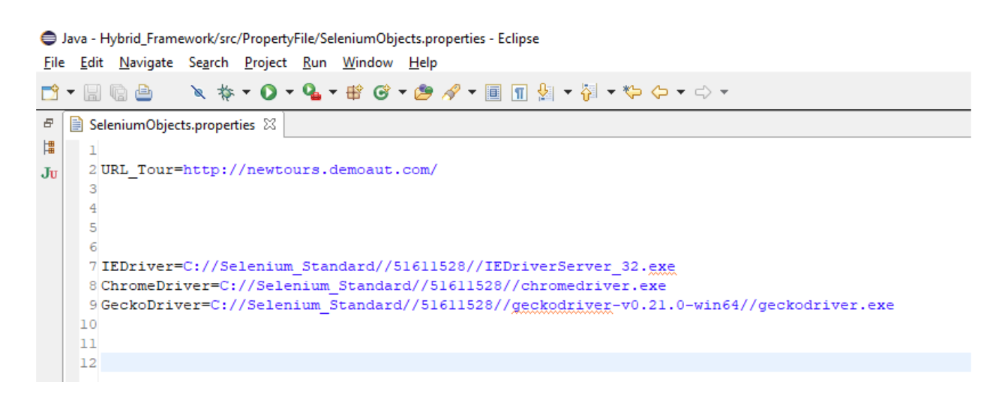 Java - Hybrid_Framework/src/PropertyFile/SeleniumObjects.properties - Eclipse
File Edit Navigate Search Project Run Window Help
SeleniumObjects.properties
1
2 URL_Tour=http://newtours.demoaut.com/
3
4
5
6
7 IEDriver=C://Selenium_Standard//51611528//IEDriverServer_32.exe
8 ChromeDriver=C://Selenium_Standard//51611528//chromedriver.exe
9 GeckoDriver=C://Selenium_Standard//51611528//geckodriver-v0.21.0-win64//geckodriver.exe
10
11
12
JU